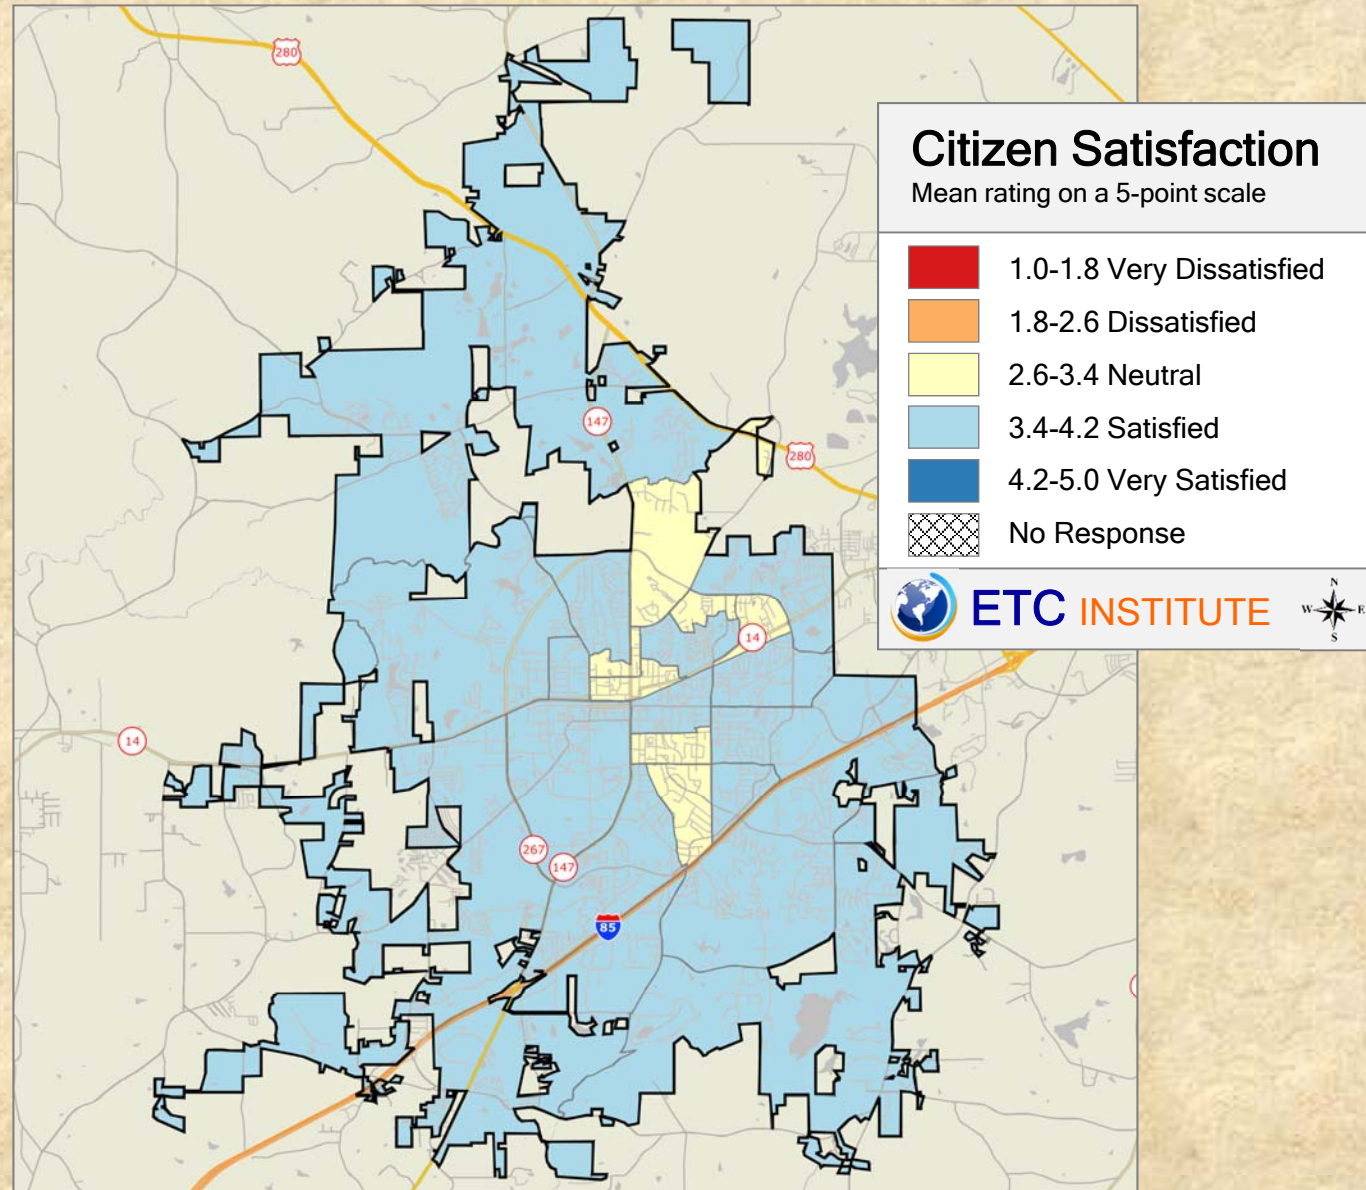 280
Citizen Satisfaction
Mean rating on a 5-point scale
1.0-1.8 Very Dissatisfied
1.8-2.6 Dissatisfied
2.6-3.4 Neutral
3.4-4.2 Satisfied
4.2-5.0 Very Satisfied
No Response
ETC INSTITUTE
N
W E
S
147
280
14
14
267
147
85